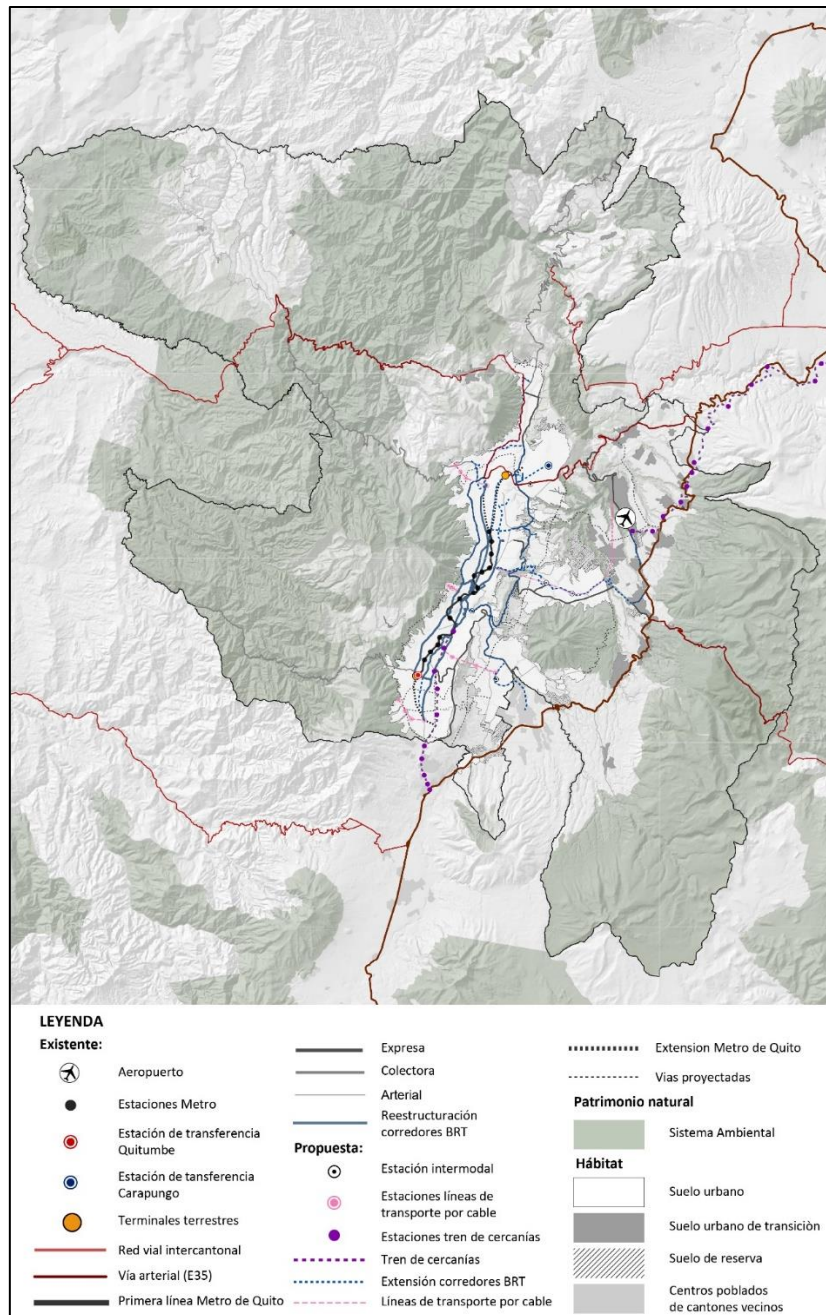 LEYENDA
Existente:
Aeropuerto
Estaciones Metro
Estación de transferencia
Quitumbe
Estación de tansferencia
Carapungo
Terminales terrestres
Red vial intercantonal
Vía arterial (E35)
Primera línea Metro de Quito
Expresa
Colectora
Arterial
Reestructuración
corredores BRT
Propuesta:
Estación intermodal
Estaciones líneas de
transporte por cable
Estaciones tren de cercanías
Tren de cercanías
Extensión corredores BRT
Líneas de transporte por cable
Extension Metro de Quito
Vias proyectadas
Patrimonio natural
Sistema Ambiental
Hábitat
Suelo urbano
Suelo urbano de transiciòn
Suelo de reserva
Centros poblados
de cantones vecinos